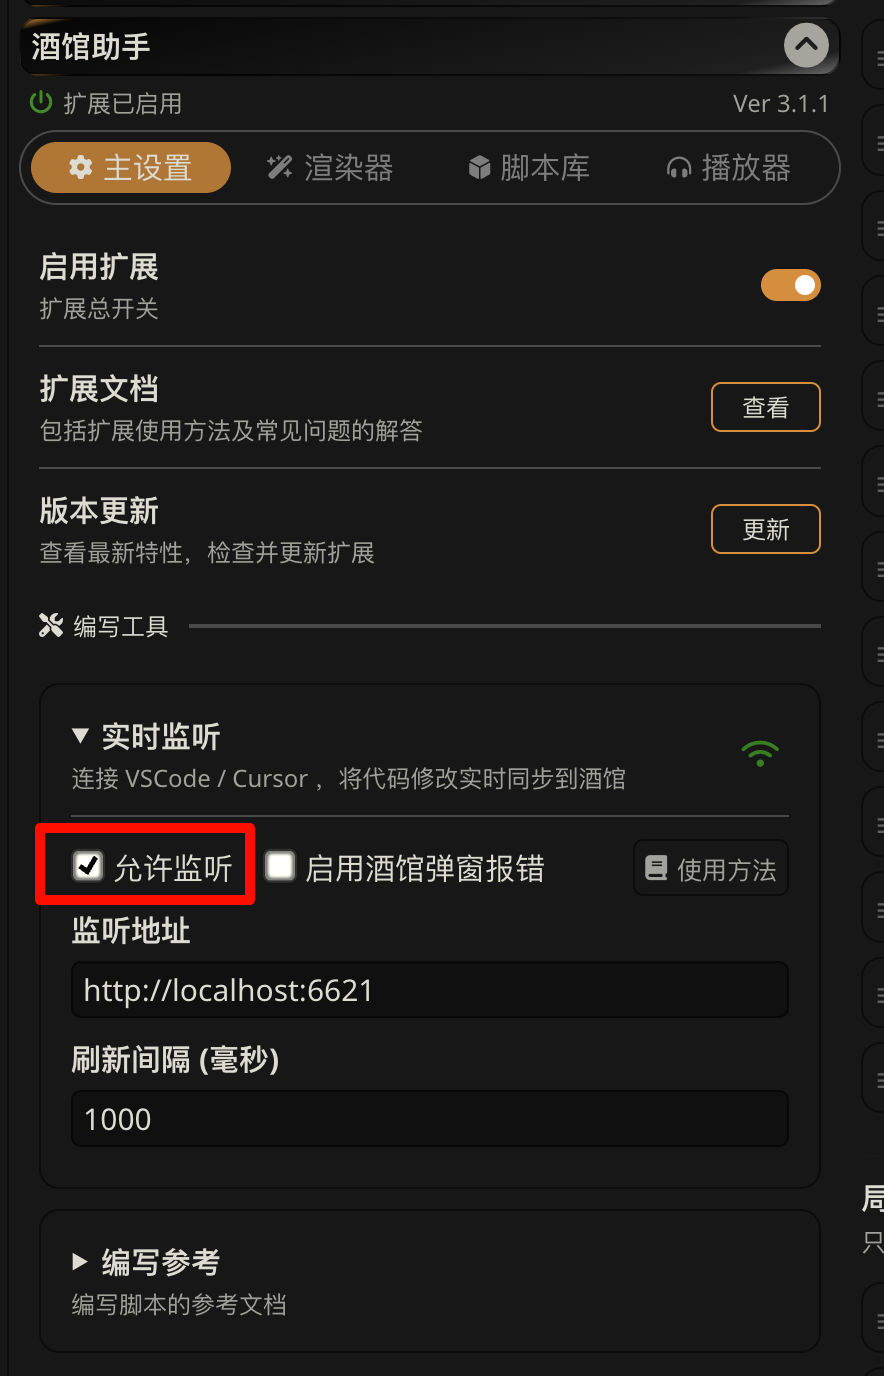 酒馆助手
扩展已启用 Ver 3.1.1
主设置 渲染器 脚本库 播放器
启用扩展
扩展总开关
扩展文档
包括扩展使用方法及常见问题的解答
查看
版本更新
查看最新特性，检查并更新扩展
更新
编写工具
实时监听
连接 VSCode / Cursor ，将代码修改实时同步到酒馆
允许监听 启用酒馆弹窗报错 使用方法
监听地址
http://localhost:6621
刷新间隔 (毫秒)
1000
编写参考
编写脚本的参考文档
局
只